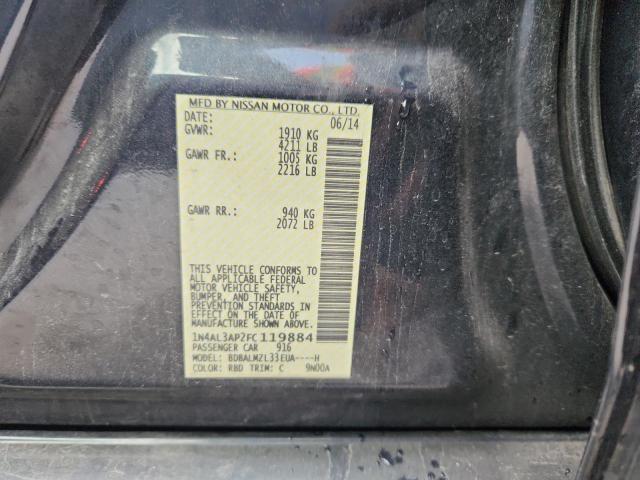 MFD BY NISSAN MOTOR CO., LTD.
DATE: 06/14
GVWR: 1910 KG
4211 LB
GAWR FR.: 1005 KG
2216 LB
GAWR RR.: 940 KG
2072 LB
THIS VEHICLE CONFORMS TO
ALL APPLICABLE FEDERAL
MOTOR VEHICLE SAFETY,
BUMPER, AND THEFT
PREVENTION STANDARDS IN
EFFECT ON THE DATE OF
MANUFACTURE SHOWN ABOVE.
1N4AL3AP2FC119884
PASSENGER CAR 916
MODEL: BDBALMZL33EUA----H
COLOR: RBD TRIM: C 9N00A